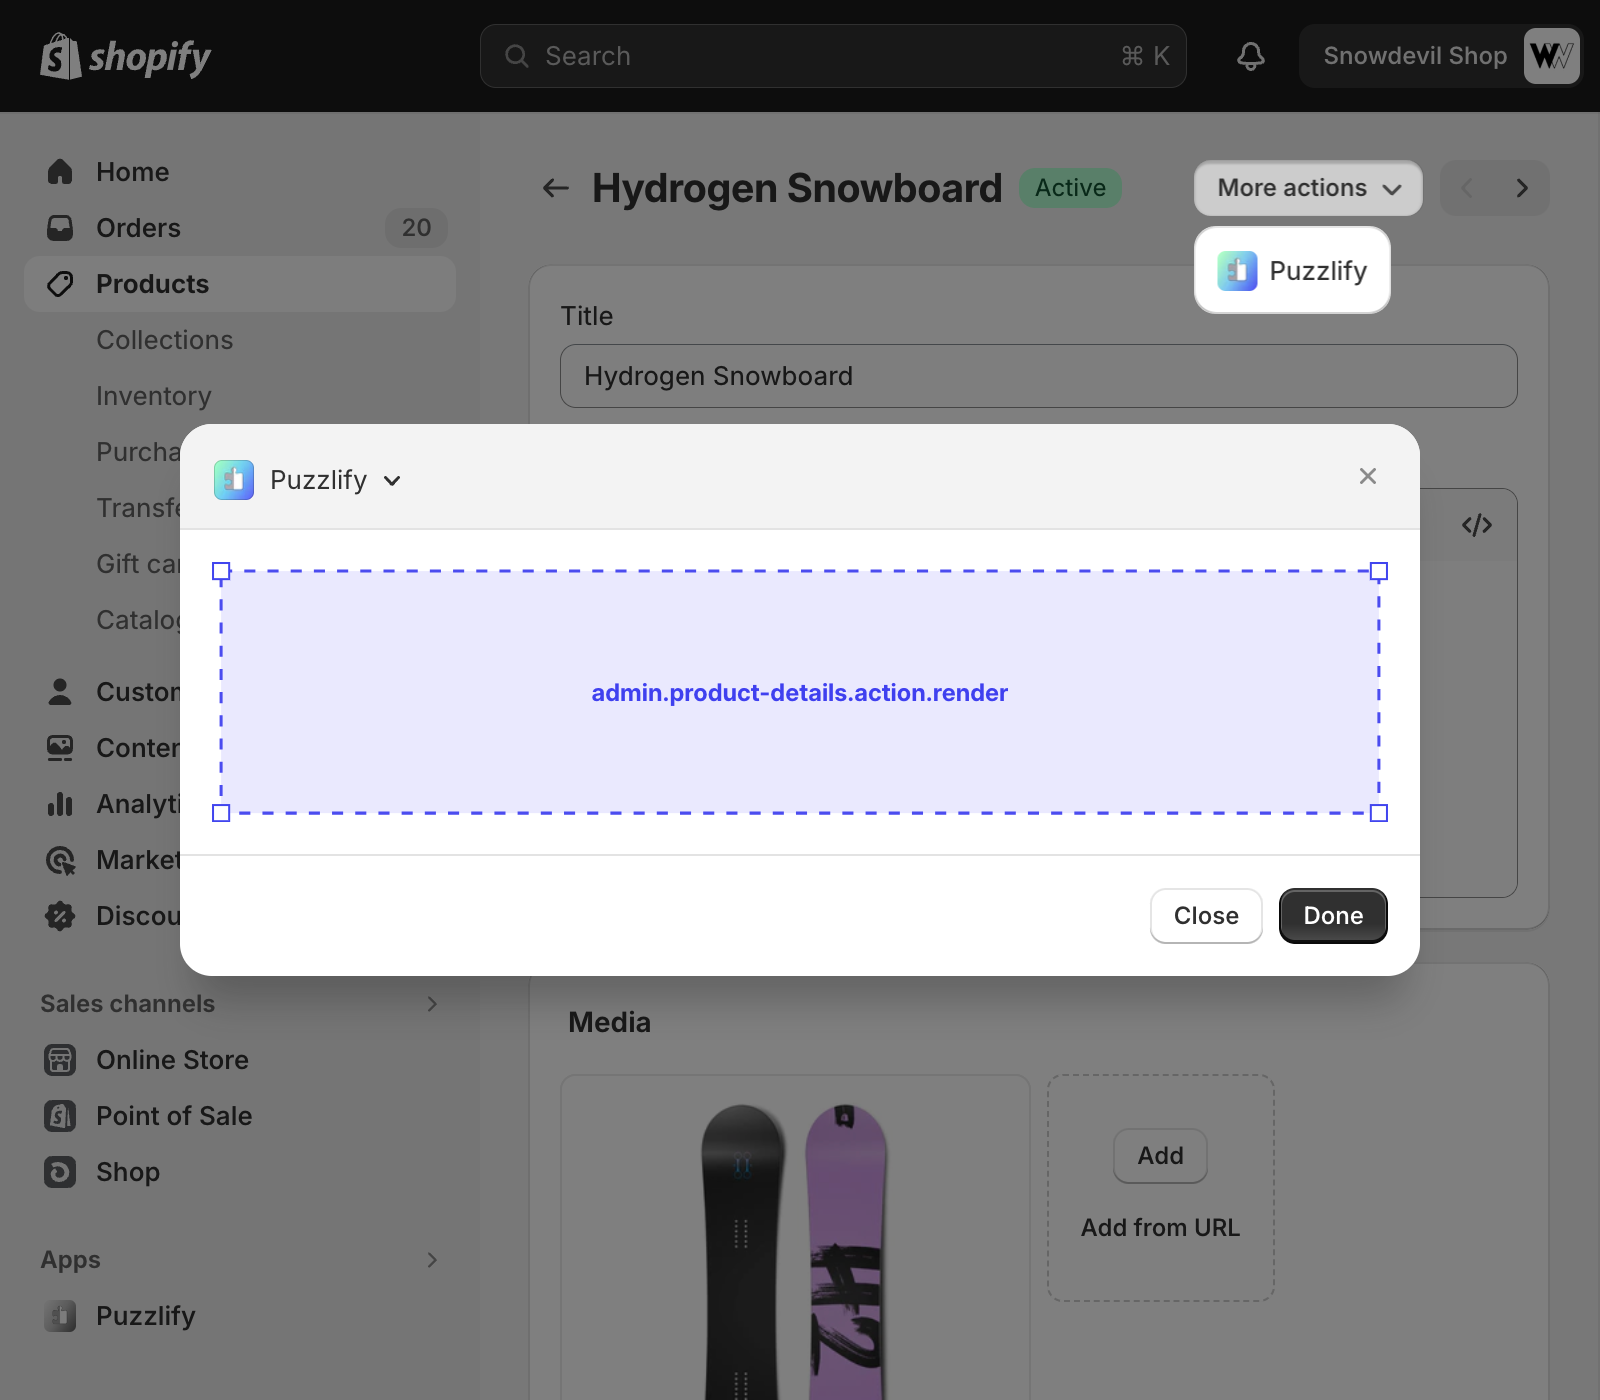 shopify
Search
⌘ K
Snowdevil Shop
Home
Orders
20
Products
Collections
Inventory
Purcha
Transfe
Gift ca
Catalo
Custon
Conter
Analyti
Market
Discou
Sales channels
Online Store
Point of Sale
Shop
Apps
Puzzlify
Hydrogen Snowboard
Active
More actions
Puzzlify
Title
Hydrogen Snowboard
</>
Puzzlify
admin.product-details.action.render
Close
Done
Media
Add
Add from URL